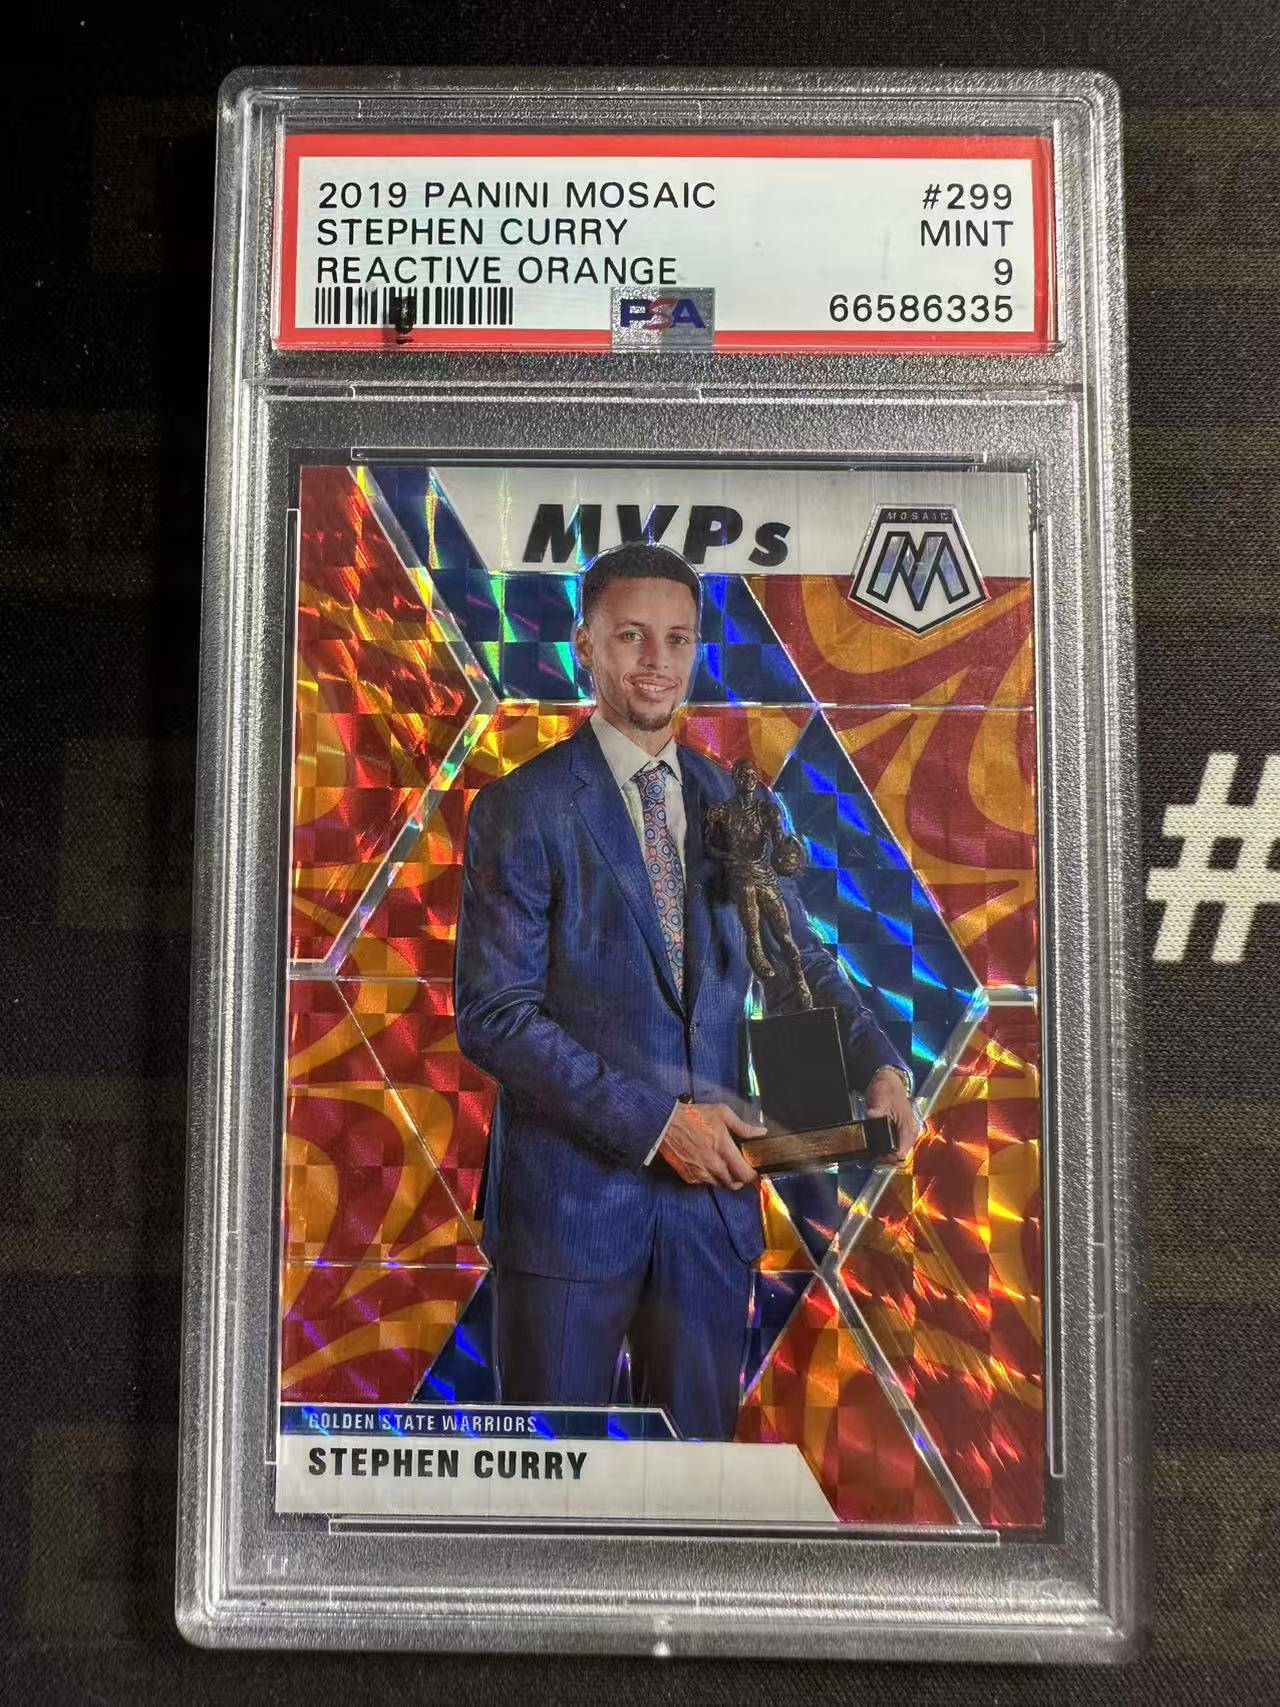 2019 PANINI MOSAIC #299
STEPHEN CURRY MINT
REACTIVE ORANGE 9
PSA 66586335
MVPs
MOSAIC
M
GOLDEN STATE WARRIORS
STEPHEN CURRY
#